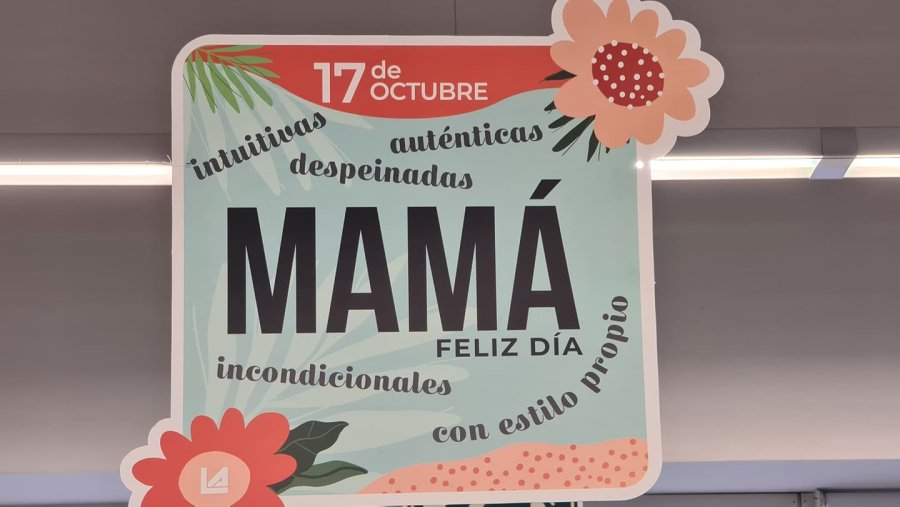 17 de
OCTUBRE
intuitivas
auténticas
despeinadas
MAMÁ
FELIZ DÍA
incondicionales
con estilo propio